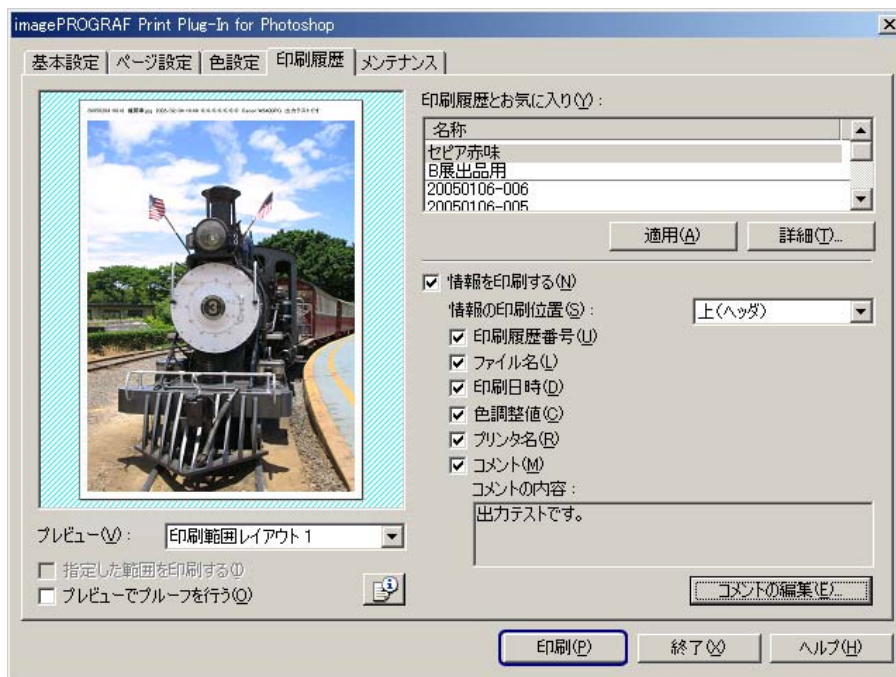 imagePROGRAF Print Plug-In for Photoshop
基本設定
ページ設定
色設定
印刷履歴
メンテナンス
3
プレビュー(V):
印刷範囲レイアウト 1
指定した範囲を印刷する(I)
プレビューでプルーフを行う(O)
印刷履歴とお気に入り(Y):
名称
セピア赤味
B展出品用
20050106-006
20050106-005
適用(A)
詳細(T)...
情報を印刷する(N)
情報の印刷位置(S):
上(ヘッダ)
印刷履歴番号(U)
ファイル名(L)
印刷日時(D)
色調整値(C)
プリンタ名(R)
コメント(M)
コメントの内容:
出力テストです。
コメントの編集(E)...
印刷(P)
終了(X)
ヘルプ(H)